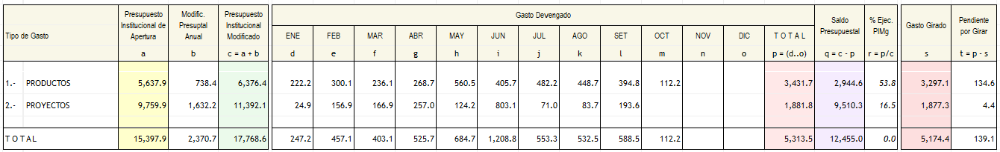 Tipo de Gasto
Presupuesto Institucional de Apertura
a
Modific. Presuptal Anual
b
Presupuesto Institucional Modificado
c = a + b
Gasto Devengado
ENE FEB MAR ABR MAY JUN JUL AGO SET OCT NOV DIC T O T A L
d e f g h i j k l m n o p = (d..o)
Saldo Presupuestal
q = c - p
% Ejec. PIMg
r = p/c
Gasto Girado
s
Pendiente por Girar
t = p - s
1.- PRODUCTOS 5,637.9 738.4 6,376.4 222.2 300.1 236.1 268.7 560.5 405.7 482.2 448.7 394.8 112.2 3,431.7 2,944.6 53.8 3,297.1 134.6
2.- PROYECTOS 9,759.9 1,632.2 11,392.1 24.9 156.9 166.9 257.0 124.2 803.1 71.0 83.7 193.6 1,881.8 9,510.3 16.5 1,877.3 4.4
T O T A L 15,397.9 2,370.7 17,768.6 247.2 457.1 403.1 525.7 684.7 1,208.8 553.3 532.5 588.5 112.2 5,313.5 12,455.0 0.0 5,174.4 139.1